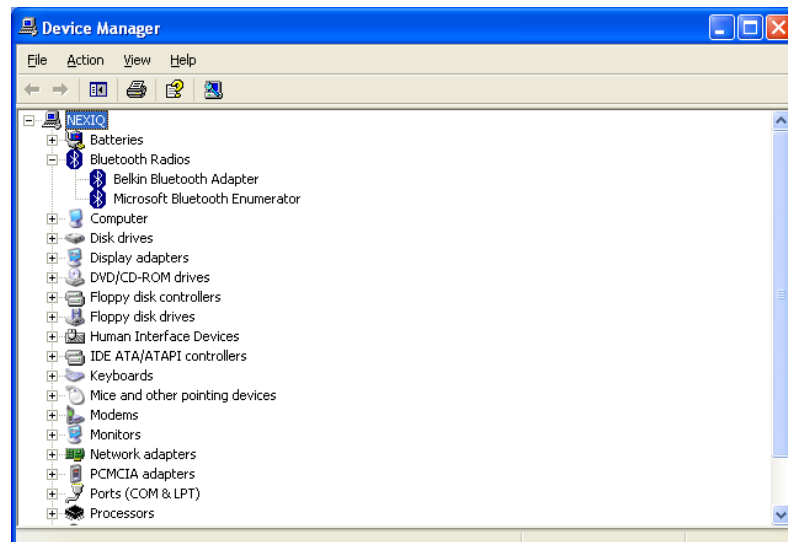 Device Manager
File Action View Help
NEXIQ
Batteries
Bluetooth Radios
Belkin Bluetooth Adapter
Microsoft Bluetooth Enumerator
Computer
Disk drives
Display adapters
DVD/CD-ROM drives
Floppy disk controllers
Floppy disk drives
Human Interface Devices
IDE ATA/ATAPI controllers
Keyboards
Mice and other pointing devices
Modems
Monitors
Network adapters
PCMCIA adapters
Ports (COM & LPT)
Processors